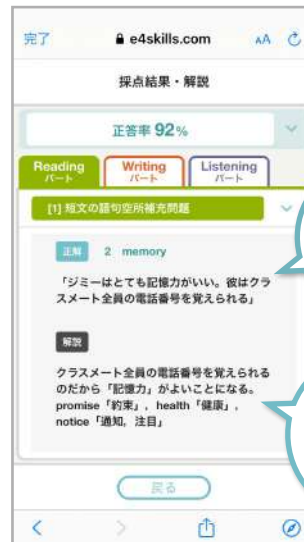 完了 e4skills.com AA
採点結果・解説
正答率 92%
Reading パート Writing パート Listening パート
[1] 短文の語句空所補充問題
正解 2 memory
「ジミーはとても記憶力がいい。彼はクラ
スメート全員の電話番号を覚えられる」
解説
クラスメート全員の電話番号を覚えられる
のだから「記憶力」がよいことになる。
promise「約束」, health「健康」,
notice「通知, 注目」
戻る